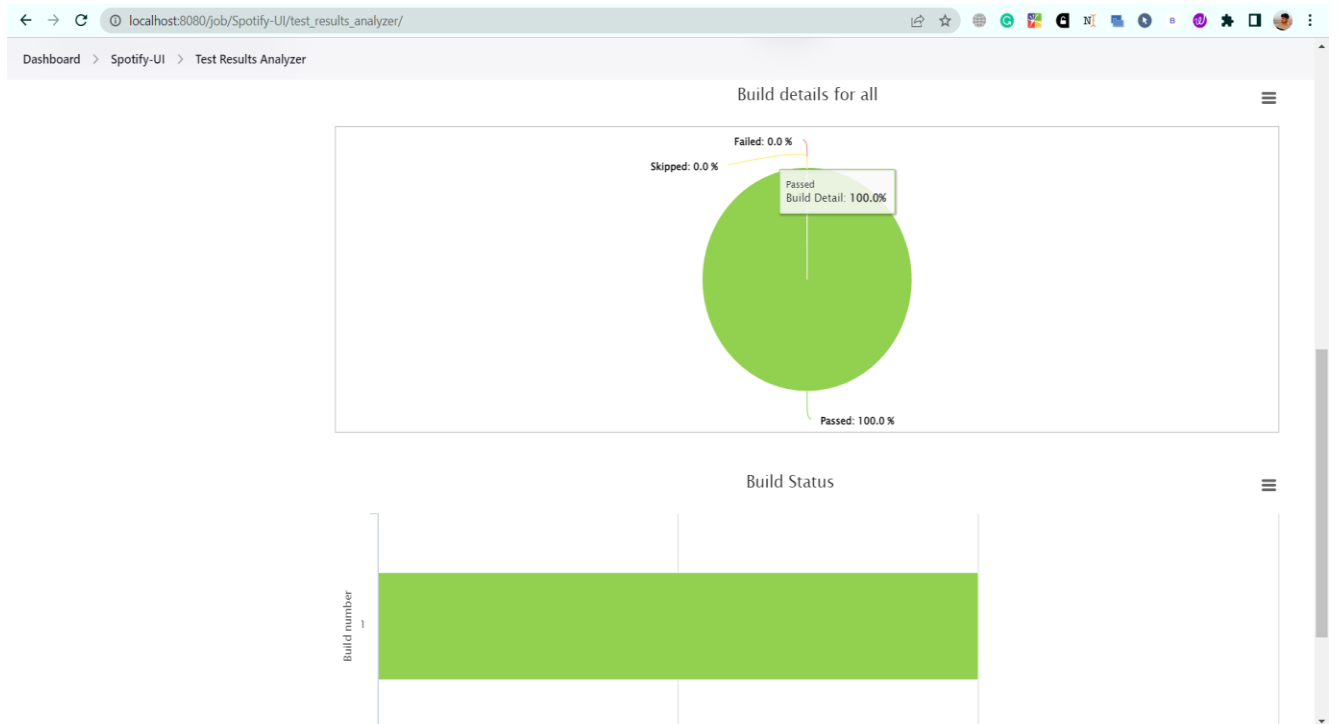 localhost:8080/job/Spotify-UI/test_results_analyzer/
Dashboard > Spotify-UI > Test Results Analyzer
Build details for all
Failed: 0.0 %
Skipped: 0.0 %
Passed
Build Detail: 100.0%
Passed: 100.0 %
Build Status
Build number
1